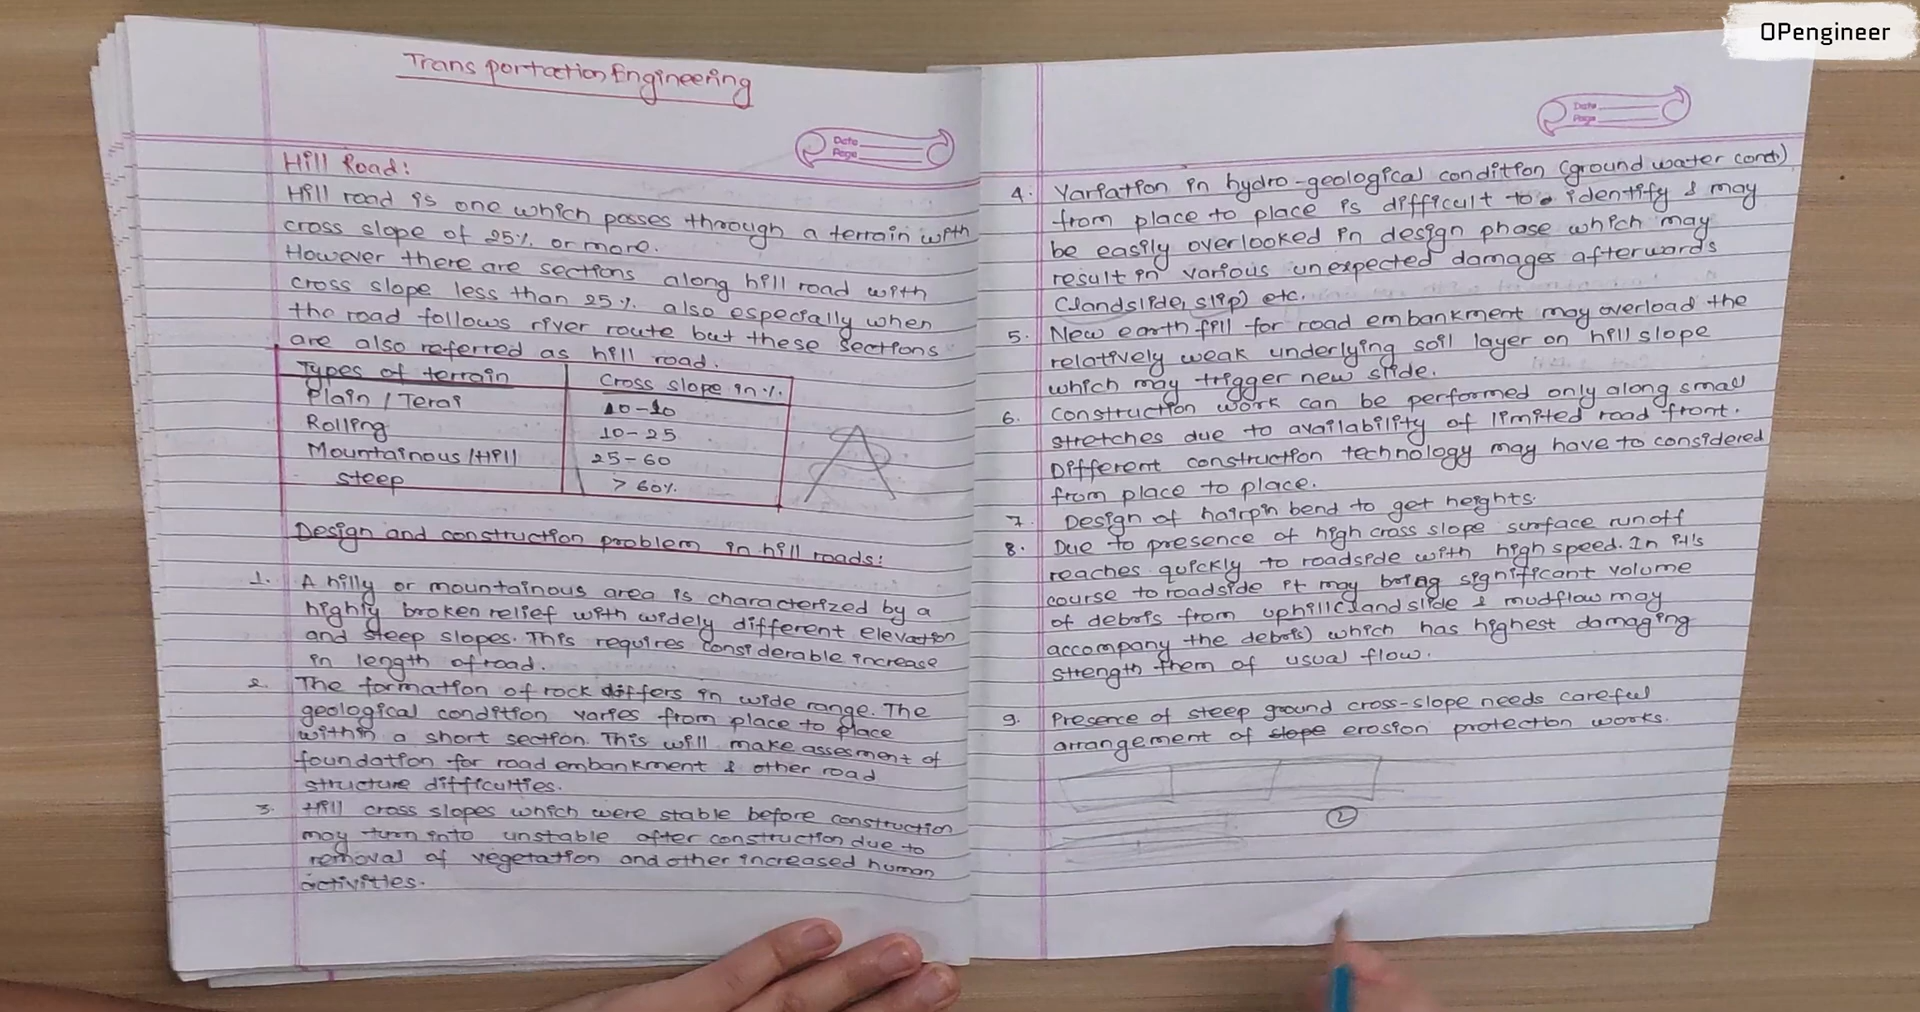 OPengineer
Transportation Engineering
Date
Page
Hill Road:
Hill road is one which passes through a terrain with
cross slope of 25% or more.
However there are sections along hill road with
cross slope less than 25% also especially when
the road follows river route but these sections
are also referred as hill road.
Types of terrain Cross slope in %.
Plain / Terai
Rolling 10-25
Mountainous /Hill 25-60
steep > 60%.
Design and construction problem in hill roads:
1. A hilly or mountainous area is characterized by a
highly broken relief with widely different elevation
and steep slopes. This requires considerable increase
in length of road.
2. The formation of rock differs in wide range. The
geological condition varies from place to place
within a short section. This will make assesment of
foundation for road embankment & other road
structure difficulties.
3. Hill cross slopes which were stable before construction
may turn into unstable after construction due to
removal of vegetation and other increased human
activities.
Date
Page
4. Variation in hydro-geological condition (ground water cond.)
from place to place is difficult to identify & may
be easily overlooked in design phase which may
result in various unexpected damages afterwards
(landslide, slip) etc.
5. New earth fill for road embankment may overload the
relatively weak underlying soil layer on hill slope
which may trigger new slide.
6. Construction work can be performed only along small
stretches due to availability of limited road front.
Different construction technology may have to considered
from place to place.
7. Design of hairpin bend to get heights.
8. Due to presence of high cross slope surface runoff
reaches quickly to roadside with high speed. In it's
course to roadside it may bring significant volume
of debris from uphill (landslide & mudflow may
accompany the debris) which has highest damaging
strength them of usual flow.
9. Presence of steep ground cross-slope needs careful
arrangement of slope erosion protection works.
2